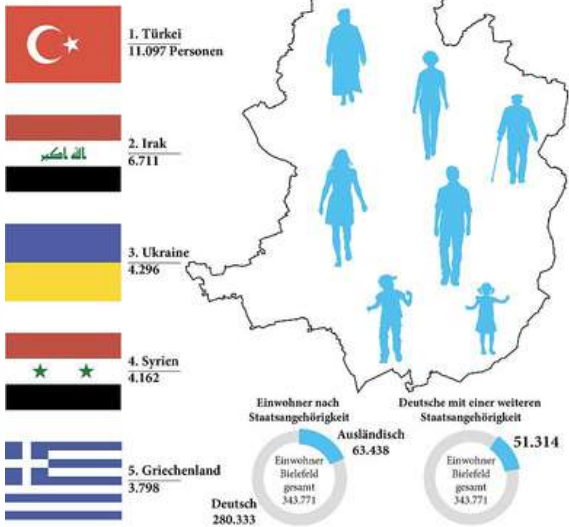 1. Türkei
11.097 Personen
2. Irak
6.711
الله اكبر
3. Ukraine
4.296
4. Syrien
4.162
5. Griechenland
3.798
Einwohner nach
Staatsangehörigkeit
Ausländisch
63.438
Einwohner
Bielefeld
gesamt
343.771
Deutsch
280.333
Deutsche mit einer weiteren
Staatsangehörigkeit
51.314
Einwohner
Bielefeld
gesamt
343.771